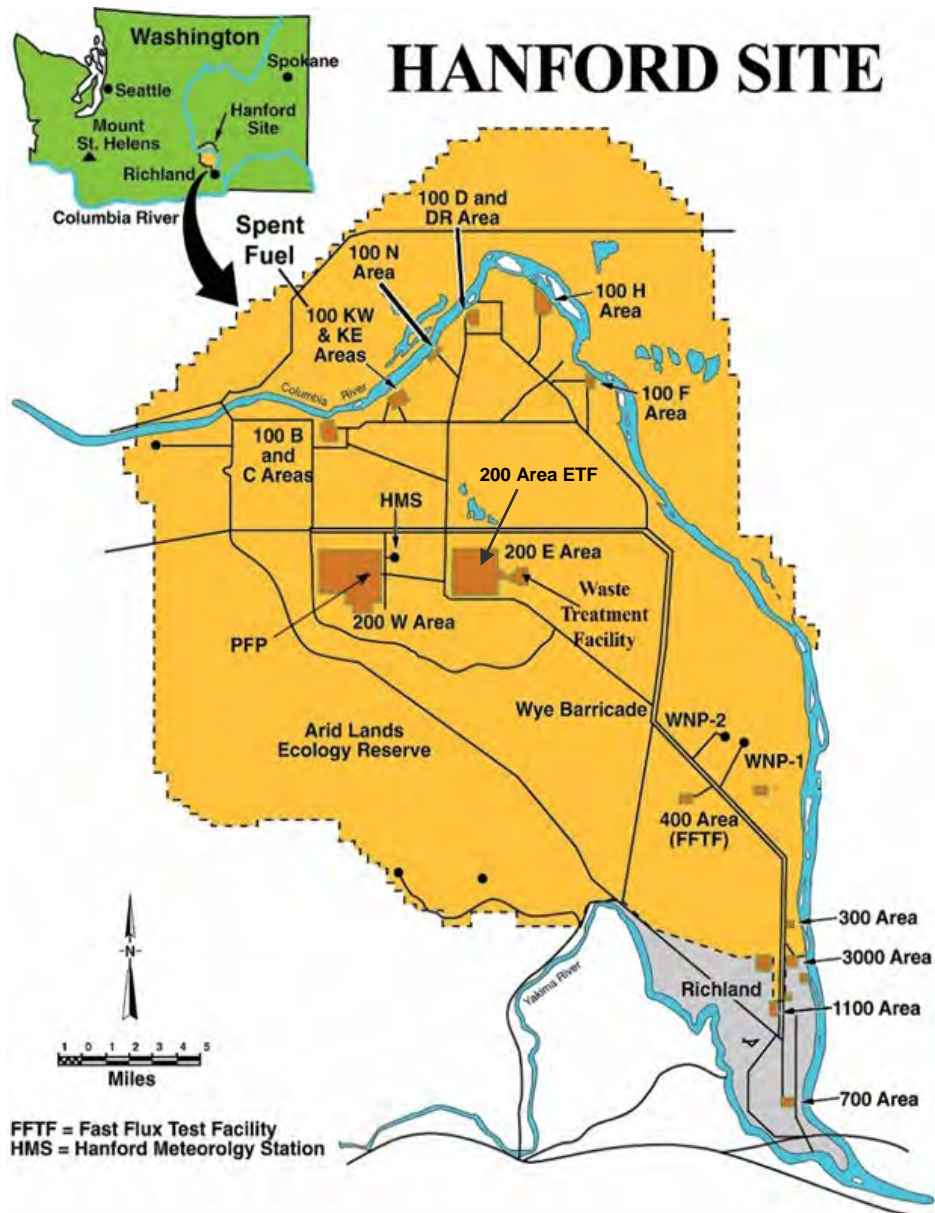 HANFORD SITE
Washington
Spokane
Seattle
Hanford
Site
Mount
St. Helens
Richland
Columbia River
Spent
Fuel
100 D and
DR Area
100 N
Area
100 H
Area
100 KW
& KE
Areas
Columbia River
100 F
Area
100 B
and
C Areas
200 Area ETF
HMS
200 E Area
Waste
Treatment
Facility
200 W Area
PFP
Wye Barricade
Arid Lands
Ecology Reserve
WNP-2
WNP-1
400 Area
(FFTF)
300 Area
3000 Area
Richland
1100 Area
700 Area
Yakima River
N
1 0 1 2 3 4 5
Miles
FFTF = Fast Flux Test Facility
HMS = Hanford Meteorolgy Station